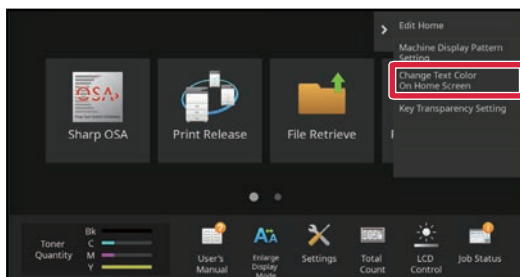 Edit Home
Machine Display Pattern
Setting
Change Text Color
On Home Screen
Key Transparency Setting
OSA
Sharp OSA
Print Release
File Retrieve
Toner
Quantity
Bk
C
M
Y
User's
Manual
Enlarge
Display
Mode
Settings
Total
Count
LCD
Control
Job Status